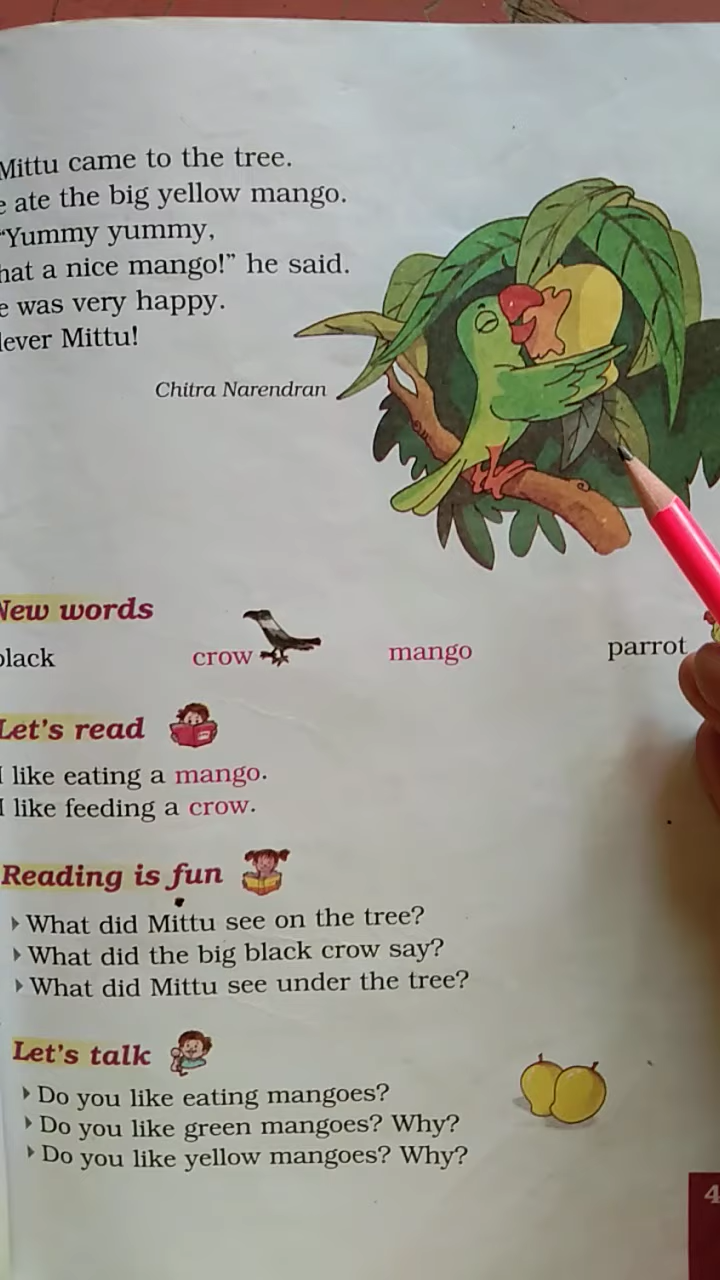 Mittu came to the tree.
e ate the big yellow mango.
"Yummy yummy,
hat a nice mango!" he said.
e was very happy.
lever Mittu!
Chitra Narendran
New words
black crow mango parrot
Let's read
I like eating a mango.
I like feeding a crow.
Reading is fun
What did Mittu see on the tree?
What did the big black crow say?
What did Mittu see under the tree?
Let's talk
Do you like eating mangoes?
Do you like green mangoes? Why?
Do you like yellow mangoes? Why?
4